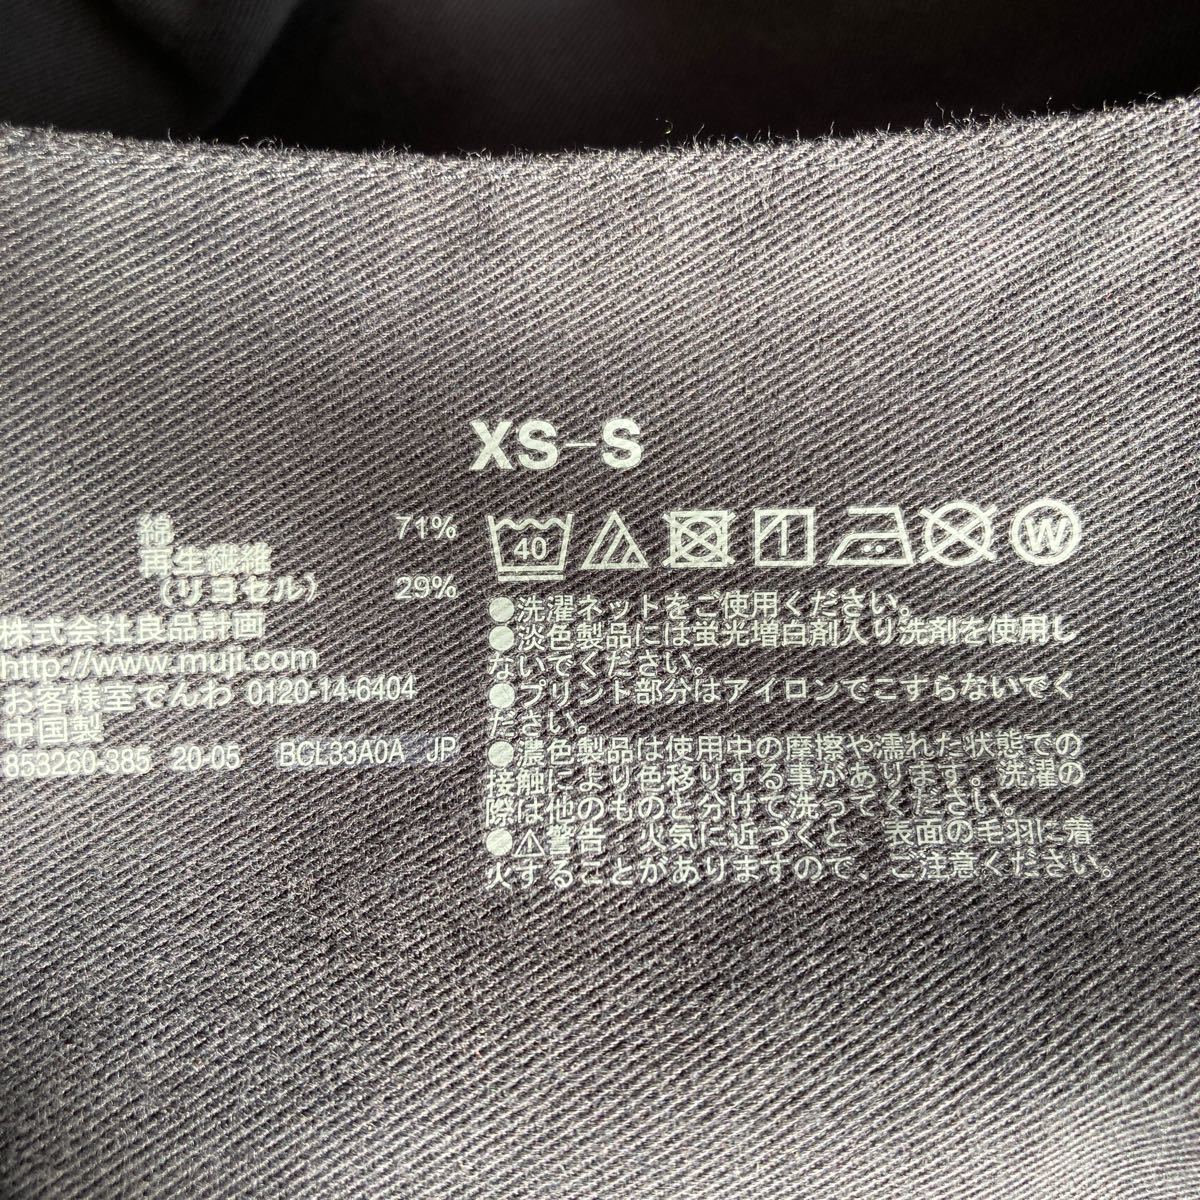 XS-S
綿 71%
再生繊維
(リヨセル) 29%
株式会社良品計画
http://www.muji.com
お客様室でんわ 0120-14-6404
中国製
853260-385 20-05 BCL33A0A JP
40
W
●洗濯ネットをご使用ください。
●淡色製品には蛍光増白剤入り洗剤を使用し
ないでください。
●プリント部分はアイロンでこすらないでく
ださい。
●濃色製品は使用中の摩擦や濡れた状態での
接触により色移りする事があります。洗濯の
際は他のものと分けて洗ってください。
●⚠警告：火気に近づくと、表面の毛羽に着
火することがありますので、ご注意ください。